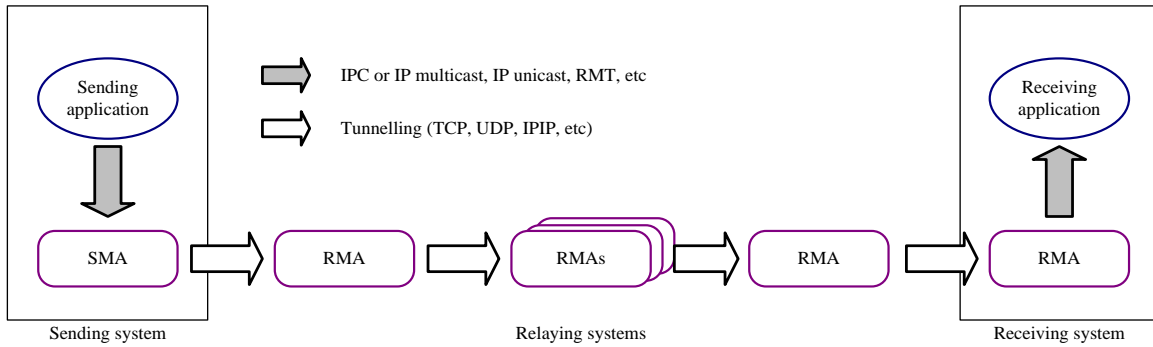 Sending
application
IPC or IP multicast, IP unicast, RMT, etc
Tunnelling (TCP, UDP, IPIP, etc)
Receiving
application
SMA
RMA
RMAs
RMA
RMA
Sending system
Relaying systems
Receiving system